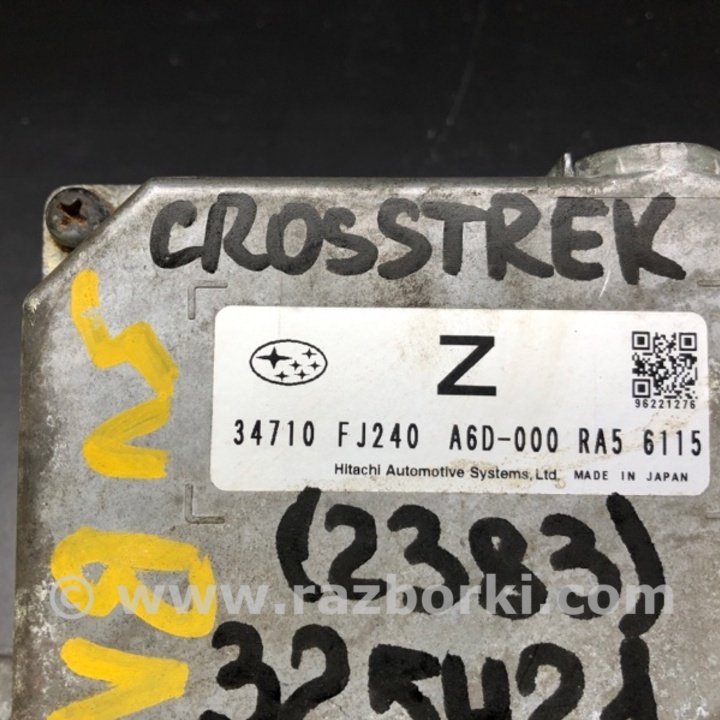 CROSSTREK
Z
96221276
34710 FJ240 A6D-000 RA5 6115
Hitachi Automotive Systems, Ltd. MADE IN JAPAN
(2383)
© www.razborki.com